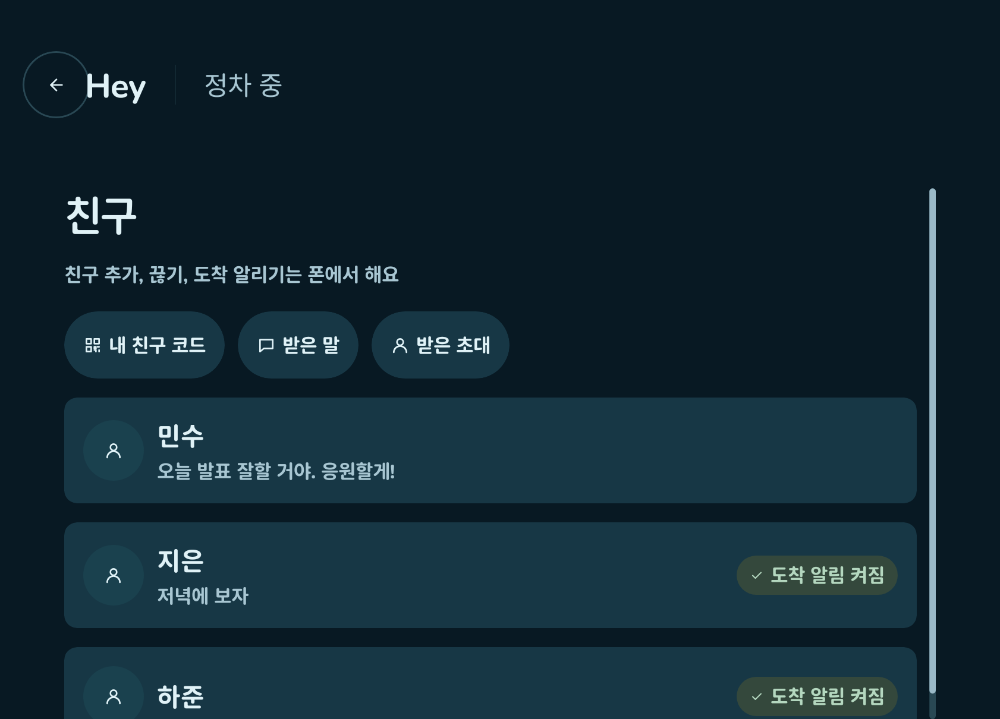 Hey
정차 중
친구
친구 추가, 끊기, 도착 알리기는 폰에서 해요
내 친구 코드
받은 말
받은 초대
민수
오늘 발표 잘할 거야. 응원할게!
지은
저녁에 보자
도착 알림 켜짐
하준
도착 알림 켜짐